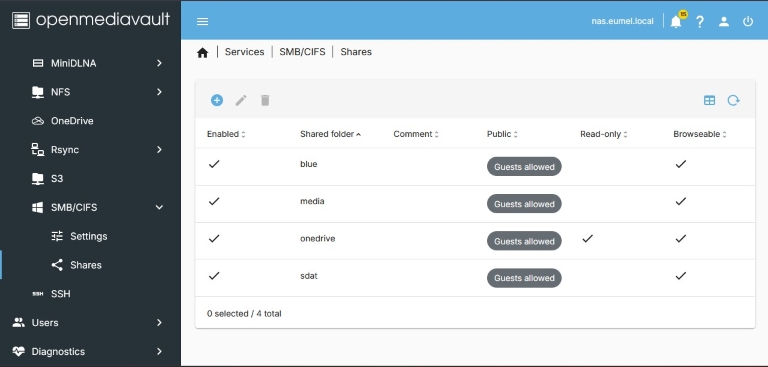 openmediavault
nas.eumel.local
85
Services | SMB/CIFS | Shares
MiniDLNA
NFS
OneDrive
Rsync
S3
SMB/CIFS
Settings
Shares
SSH SSH
Users
Diagnostics
Enabled Shared folder Comment Public Read-only Browseable
blue Guests allowed
media Guests allowed
onedrive Guests allowed
sdat Guests allowed
0 selected / 4 total